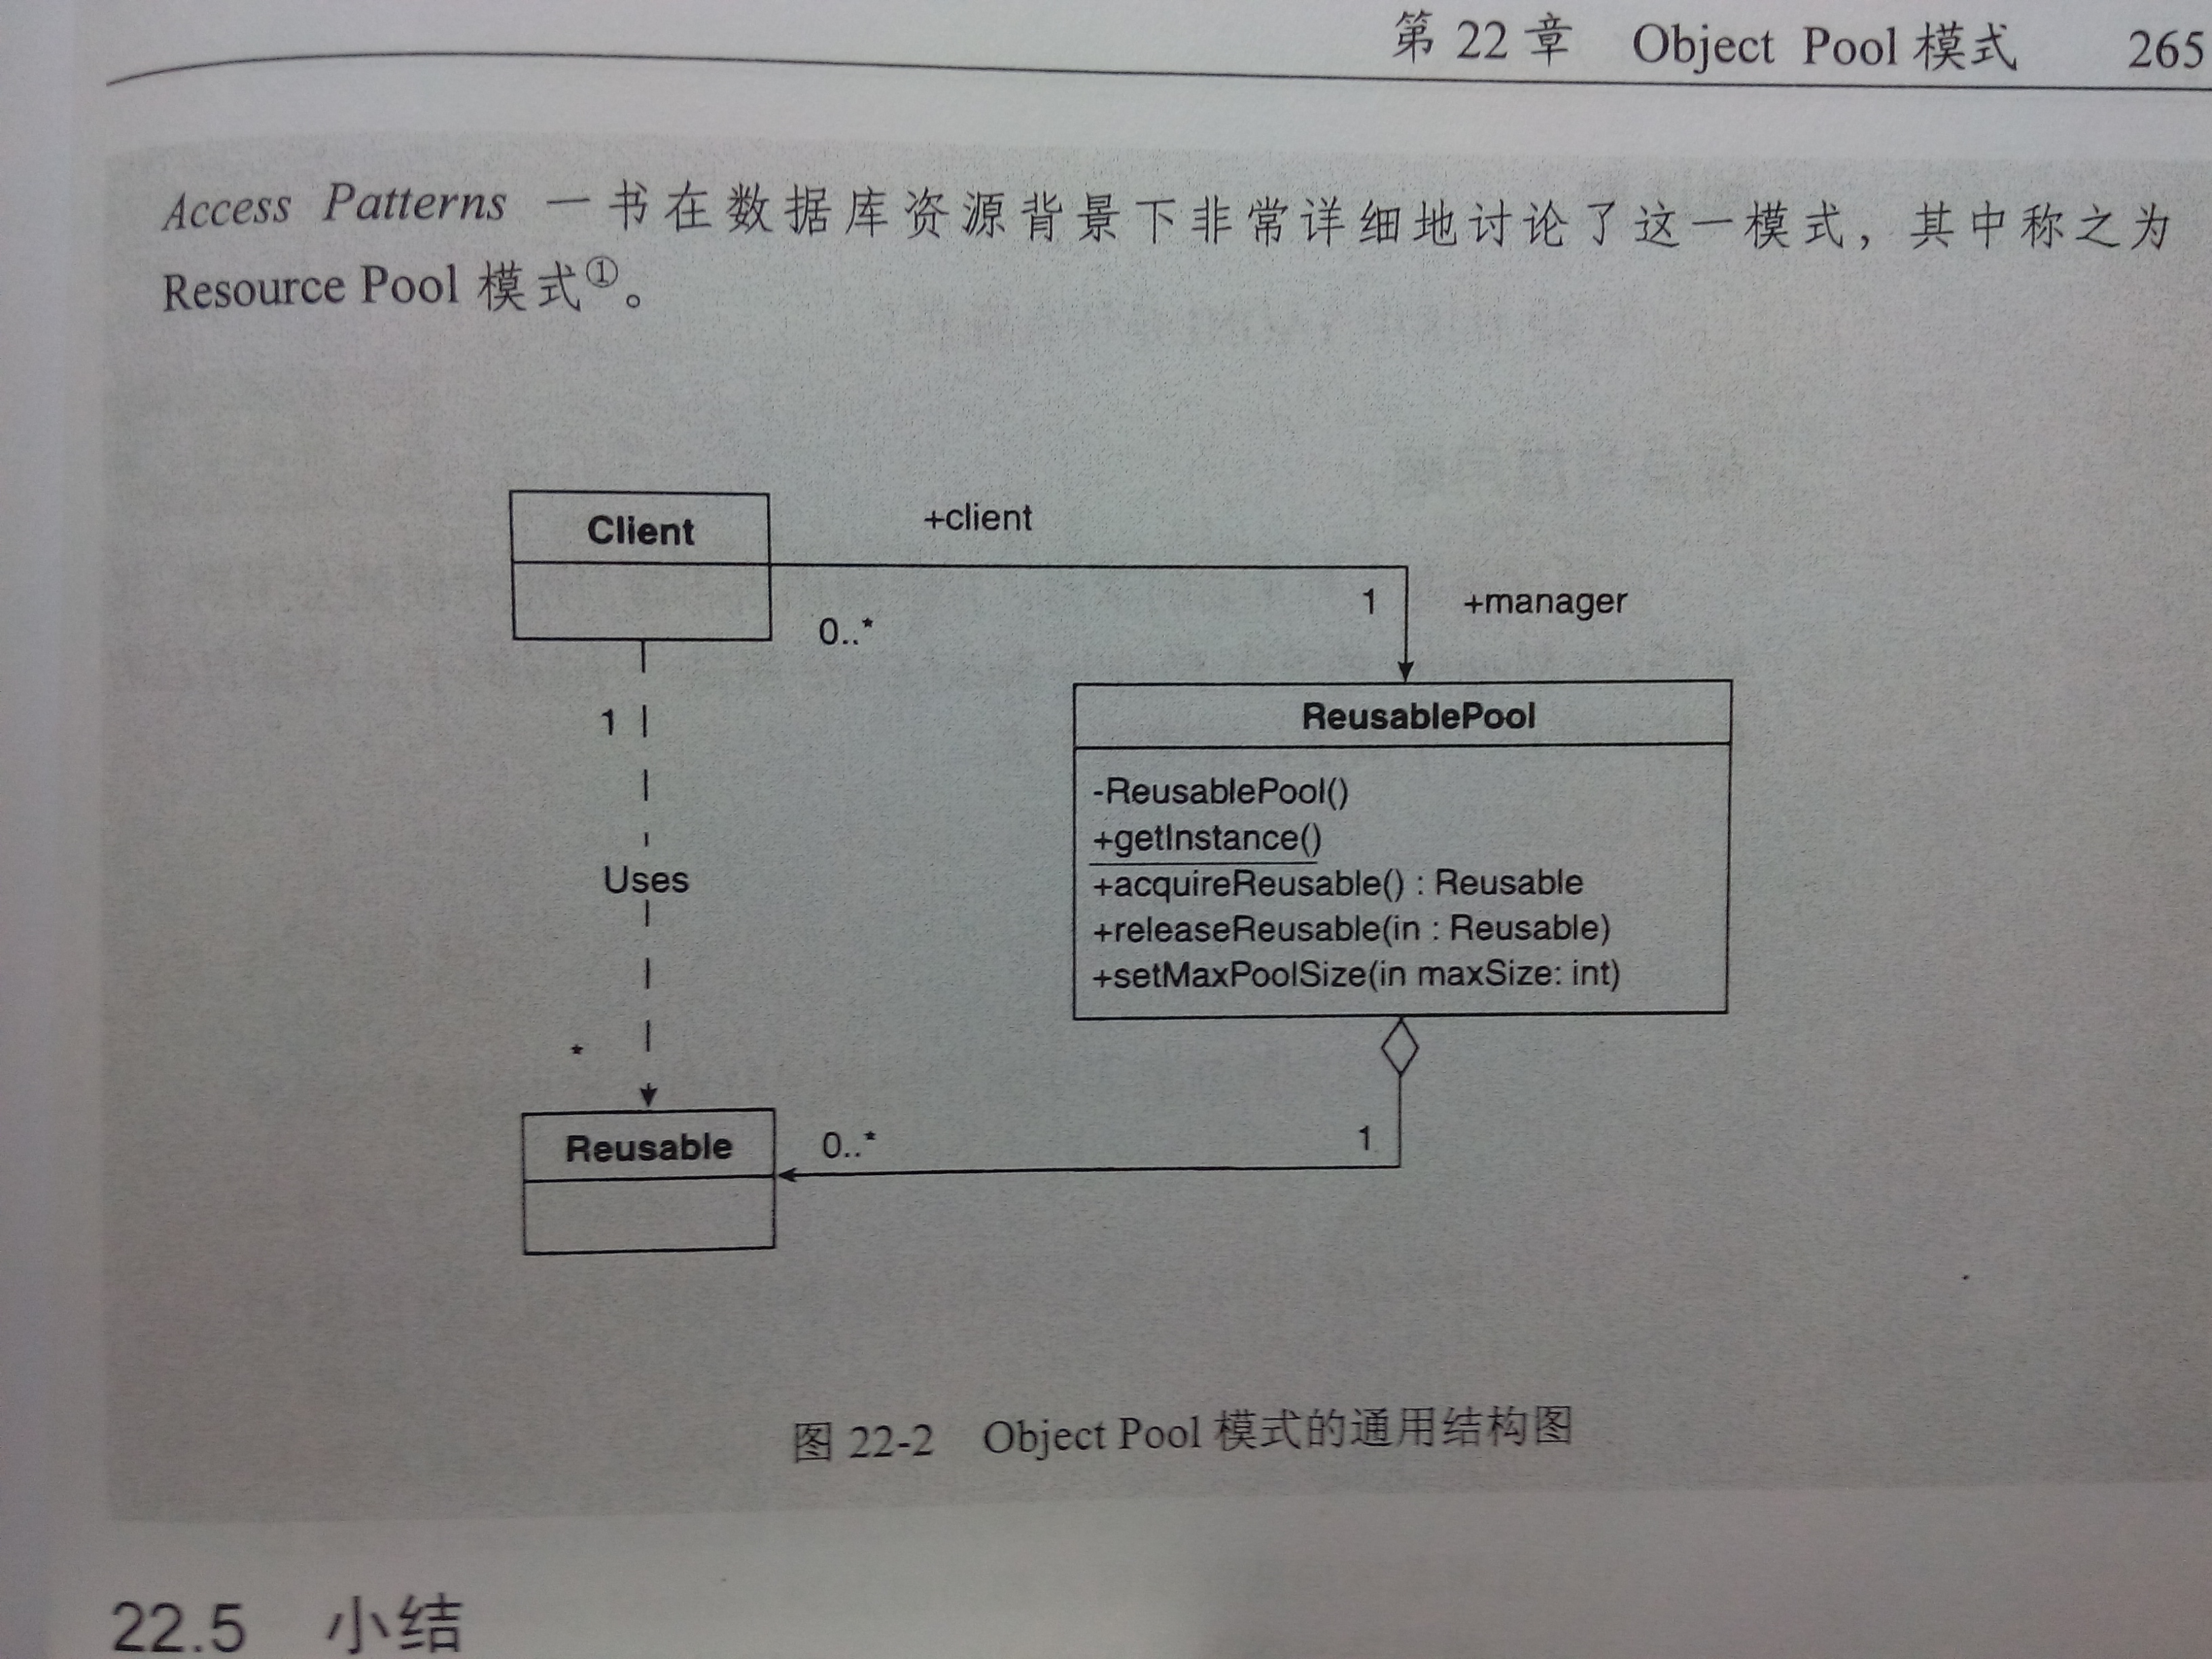 第 22 章 Object Pool 模式 265
Access Patterns 一书在数据库资源背景下非常详细地讨论了这一模式，其中称之为
Resource Pool 模式①。
Client
+client
0..*
1
+manager
1
Uses
*
ReusablePool
-ReusablePool()
+getInstance()
+acquireReusable() : Reusable
+releaseReusable(in : Reusable)
+setMaxPoolSize(in maxSize: int)
Reusable
0..*
1
图 22-2 Object Pool 模式的通用结构图
22.5 小结